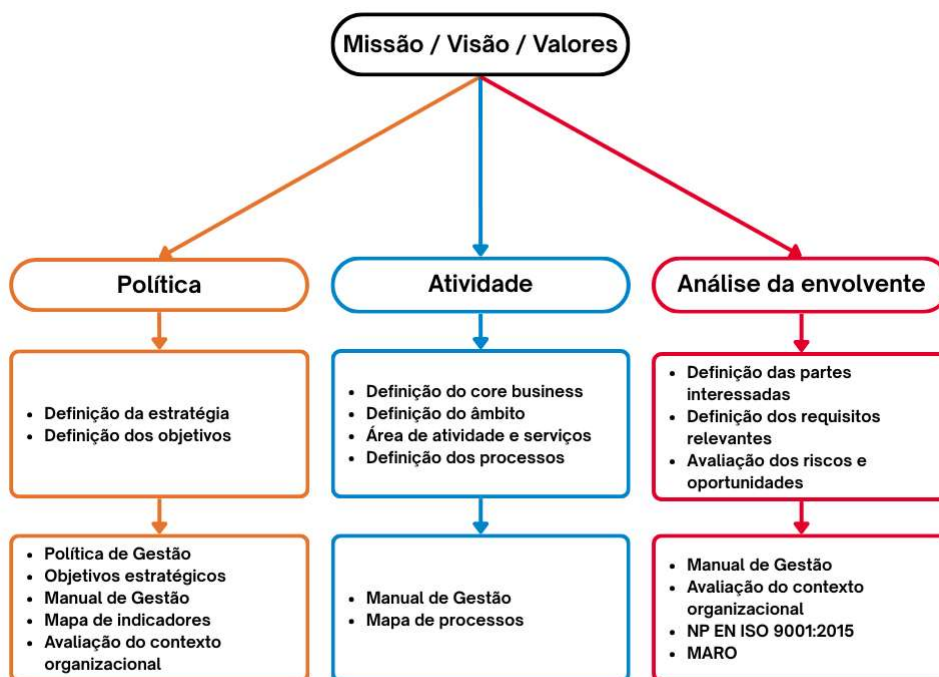 Missão / Visão / Valores
Política
Atividade
Análise da envolvente
• Definição da estratégia
• Definição dos objetivos
• Definição do core business
• Definição do âmbito
• Área de atividade e serviços
• Definição dos processos
• Definição das partes
interessadas
• Definição dos requisitos
relevantes
• Avaliação dos riscos e
oportunidades
• Política de Gestão
• Objetivos estratégicos
• Manual de Gestão
• Mapa de indicadores
• Avaliação do contexto
organizacional
• Manual de Gestão
• Mapa de processos
• Manual de Gestão
• Avaliação do contexto
organizacional
• NP EN ISO 9001:2015
• MARO